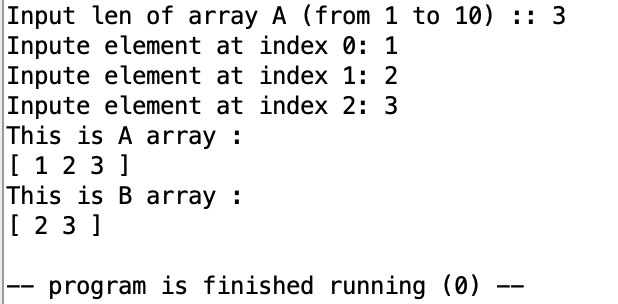 Input len of array A (from 1 to 10) :: 3
Inpute element at index 0: 1
Inpute element at index 1: 2
Inpute element at index 2: 3
This is A array :
[ 1 2 3 ]
This is B array :
[ 2 3 ]
-- program is finished running (0) --